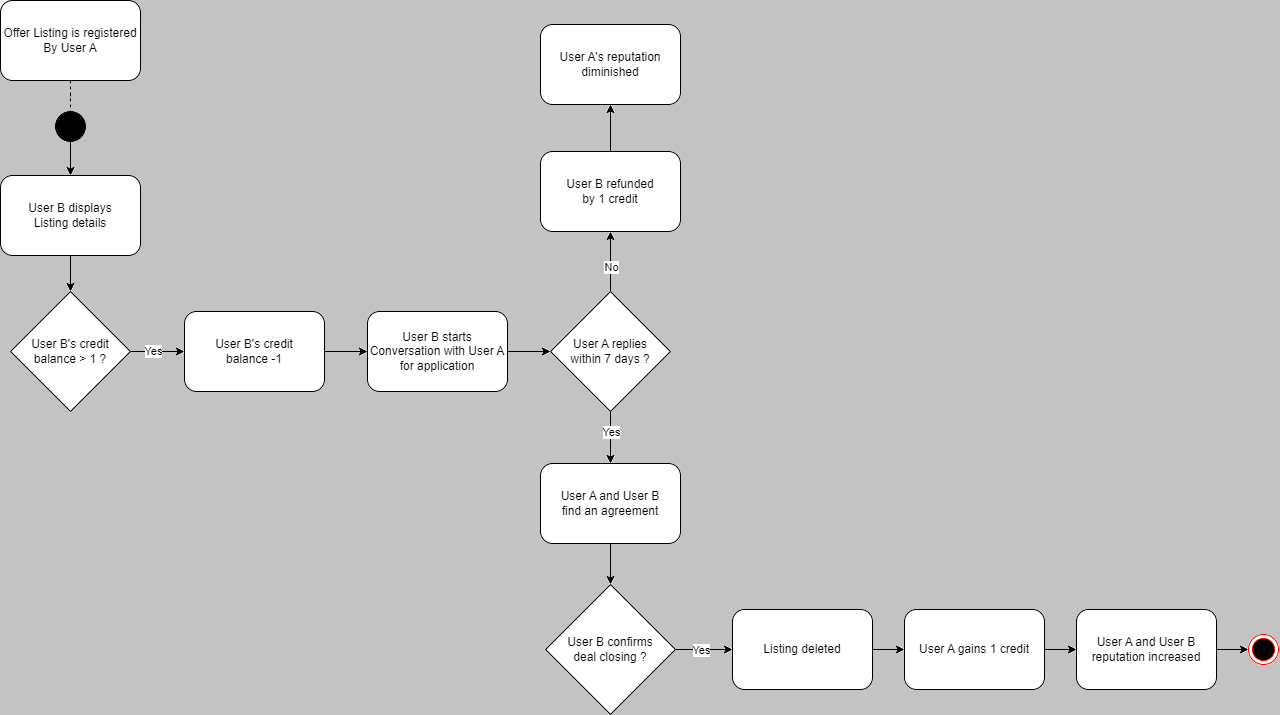 Offer Listing is registered
By User A
User B displays
Listing details
User B's credit
balance > 1 ?
Yes
User B's credit
balance -1
User B starts
Conversation with User A
for application
User A replies
within 7 days ?
No
User B refunded
by 1 credit
User A's reputation
diminished
Yes
User A and User B
find an agreement
User B confirms
deal closing ?
Yes
Listing deleted
User A gains 1 credit
User A and User B
reputation increased